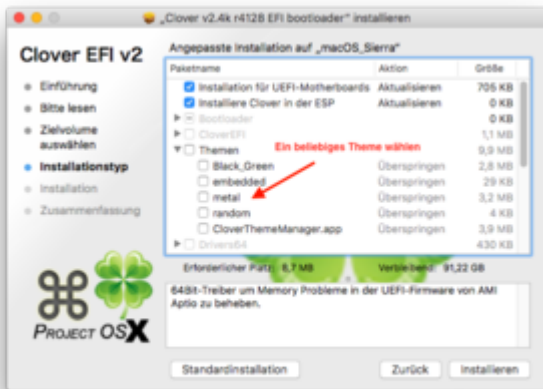 „Clover v2.4k r4128 EFI bootloader" installieren
Clover EFI v2
Angepasste Installation auf „macOS_Sierra"
Paketname Aktion Größe
Installation für UEFI-Motherboards Aktualisieren 705 KB
Installiere Clover in der ESP Aktualisieren 0 KB
Bootloader 0 KB
CloverEFI 1,1 MB
Themen 9,9 MB
Ein beliebiges Theme wählen
Black_Green Überspringen 2,8 MB
embedded Überspringen 29 KB
metal Überspringen 3,2 MB
random Überspringen 4 KB
CloverThemeManager.app Überspringen 3,9 MB
Drivers64 430 KB
Einführung
Bitte lesen
Zielvolume
auswählen
Installationstyp
Installation
Zusammenfassung
Erforderlicher Platz: 8,7 MB Verbleibend: 91,22 GB
64Bit-Treiber um Memory Probleme in der UEFI-Firmware von AMI
Aptio zu beheben.
PROJECT OSX
Standardinstallation Zurück Installieren